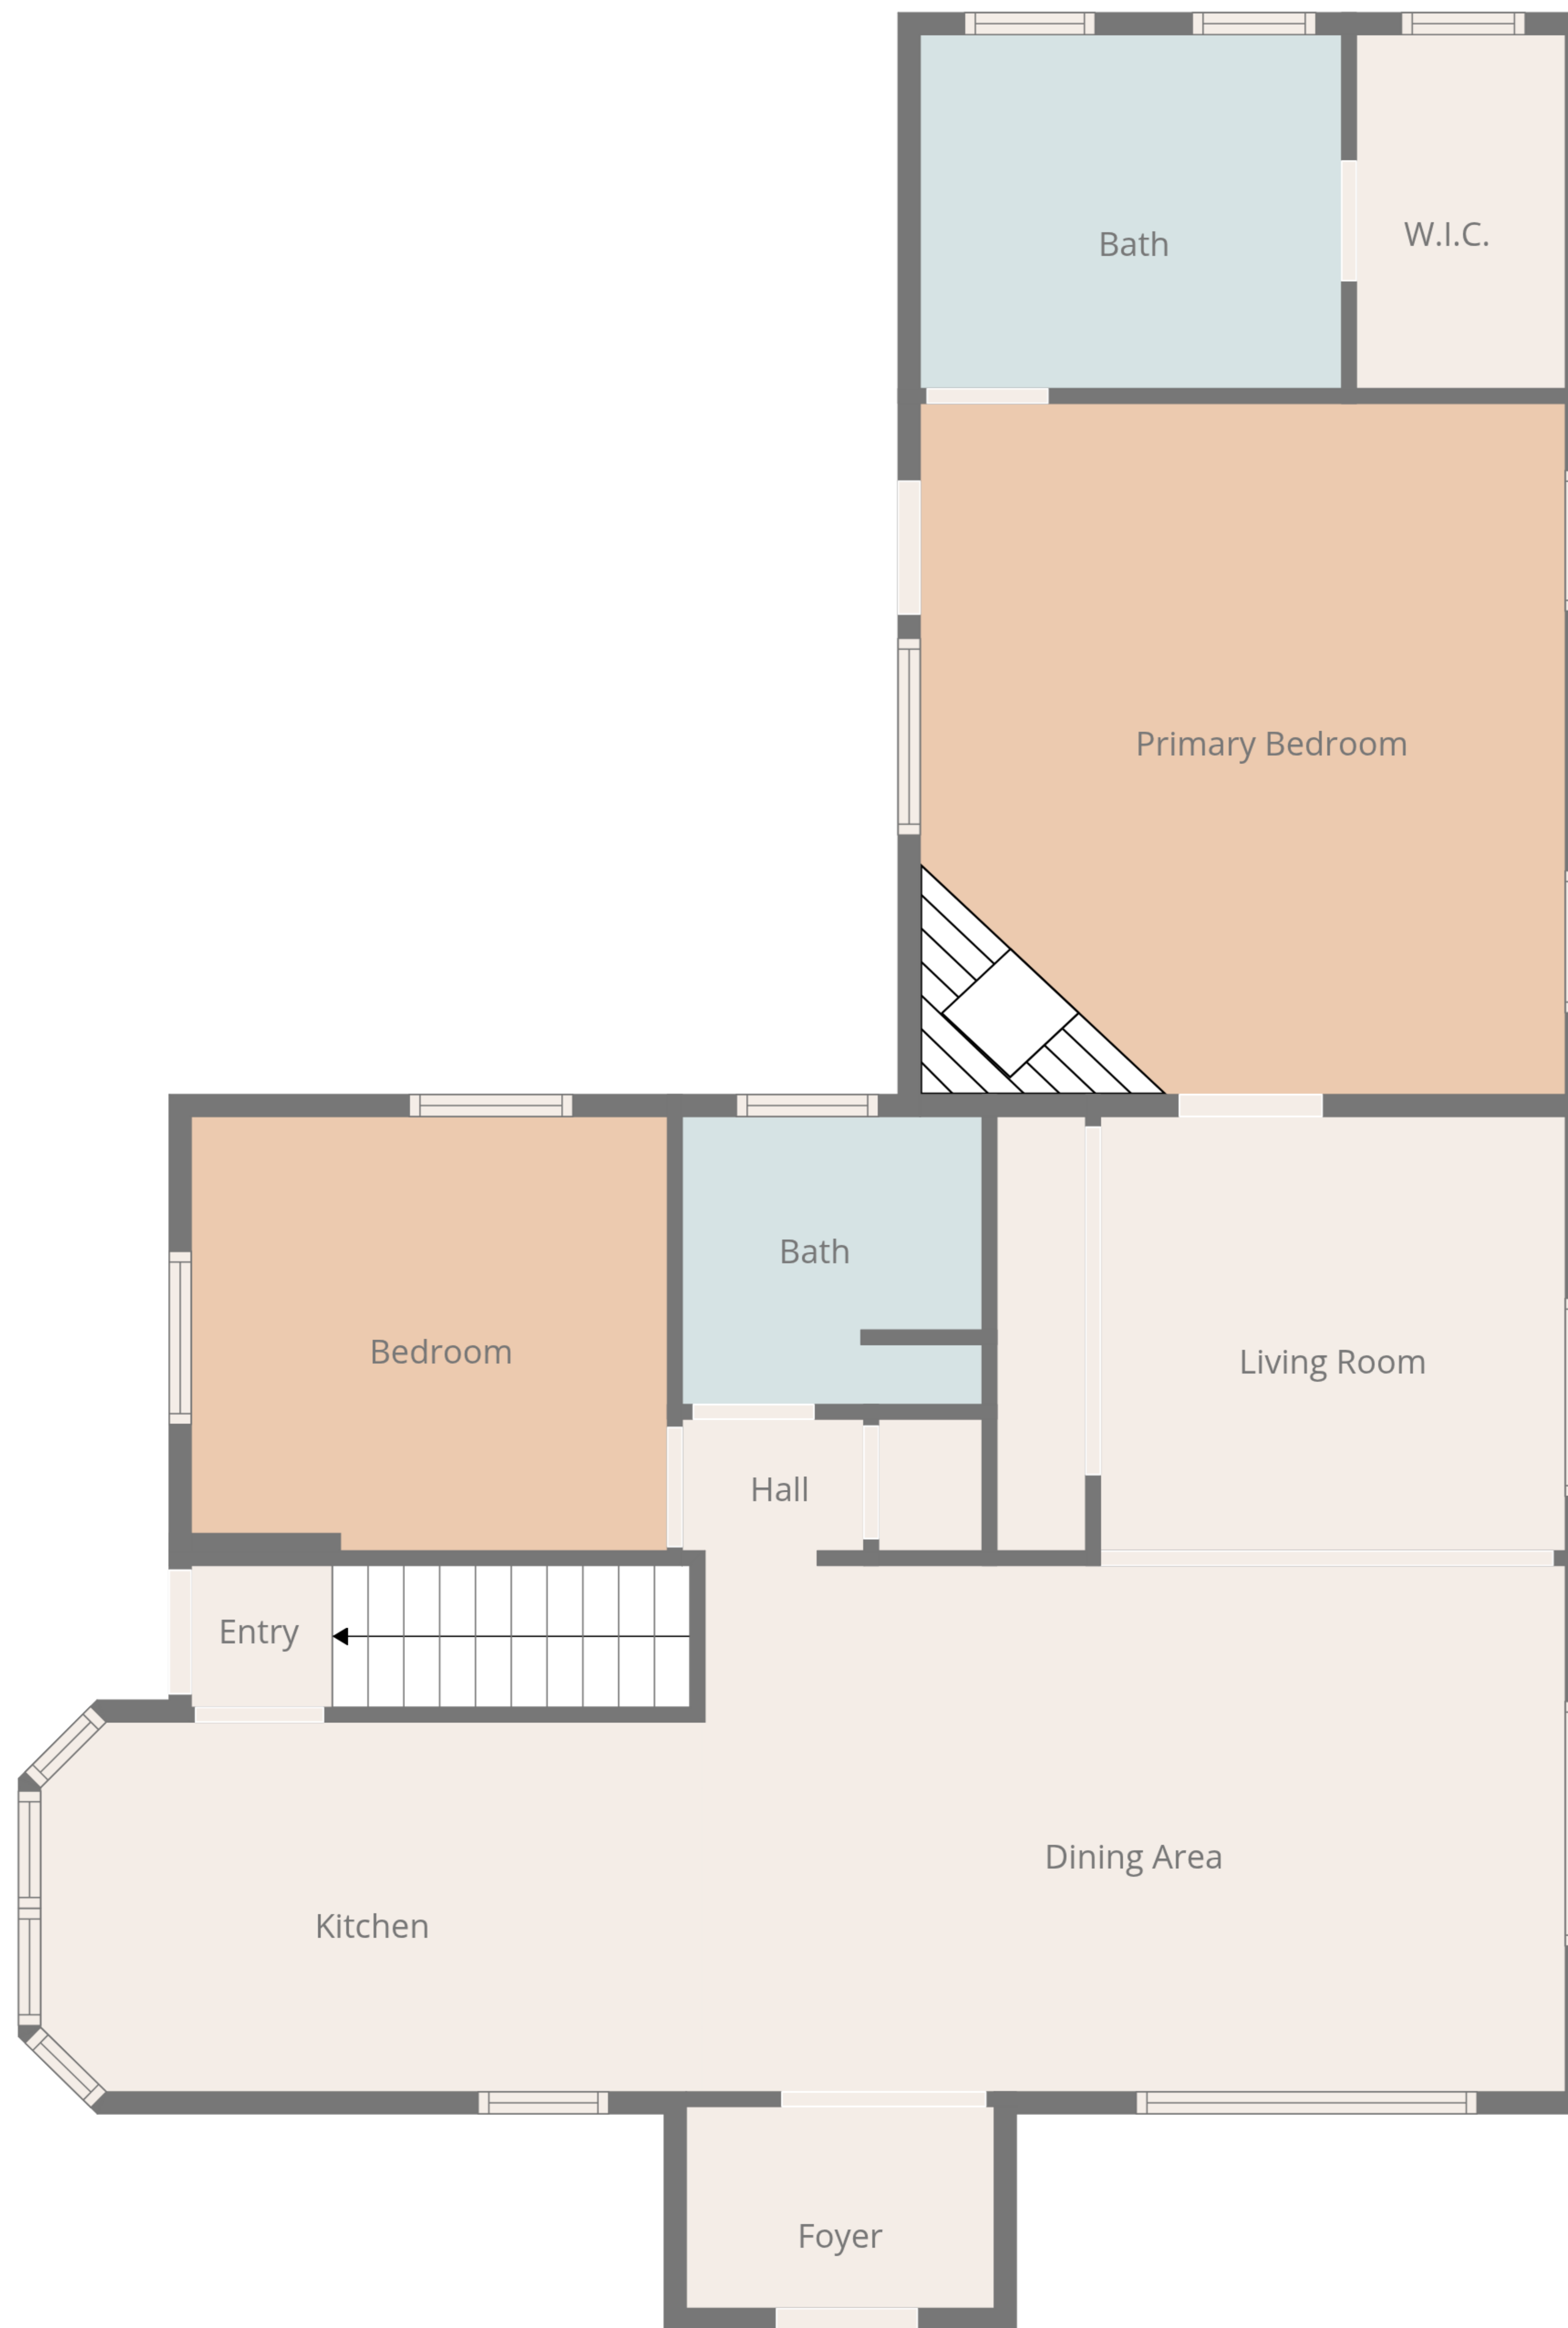 Bath
W.I.C.
Primary Bedroom
Bath
Bedroom
Living Room
Hall
Entry
Dining Area
Kitchen
Foyer